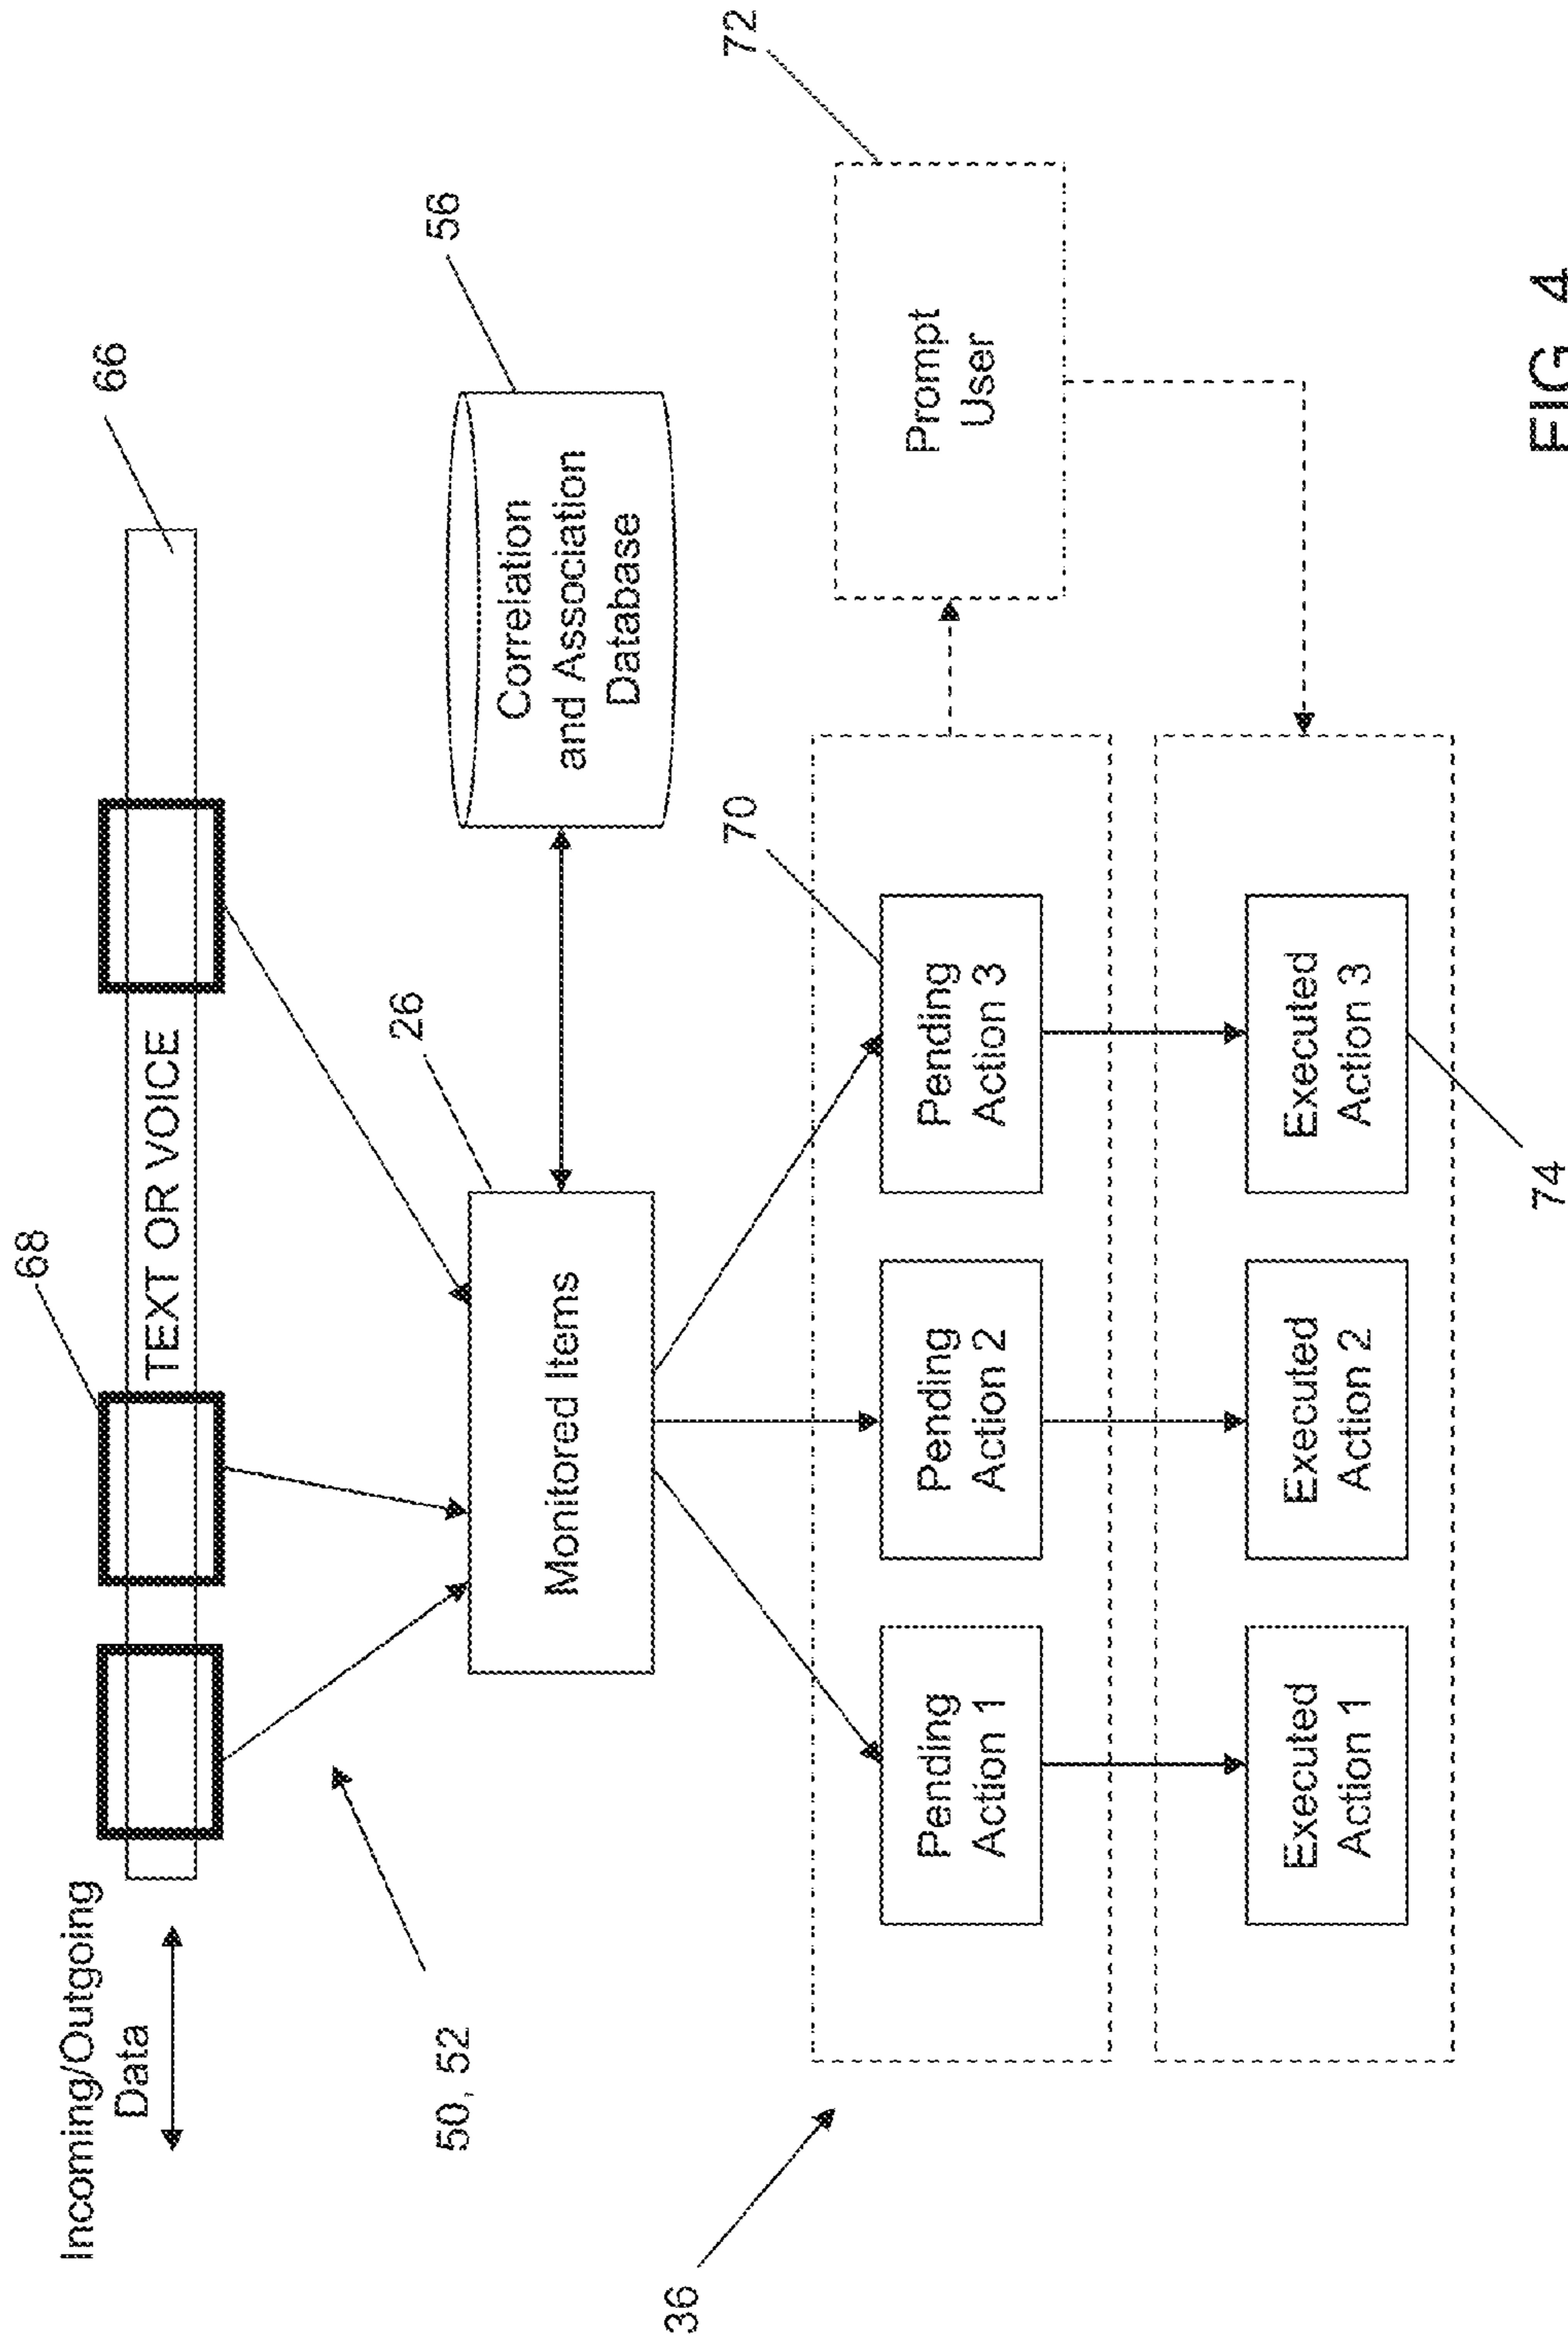 Incoming/Outgoing
Data
68
TEXT OR VOICE
66
50, 52
26
Monitored Items
56
Correlation
and Association
Database
36
70
72
Pending
Action 1
Pending
Action 2
Pending
Action 3
Prompt
User
Executed
Action 1
Executed
Action 2
Executed
Action 3
74
FIG. 4